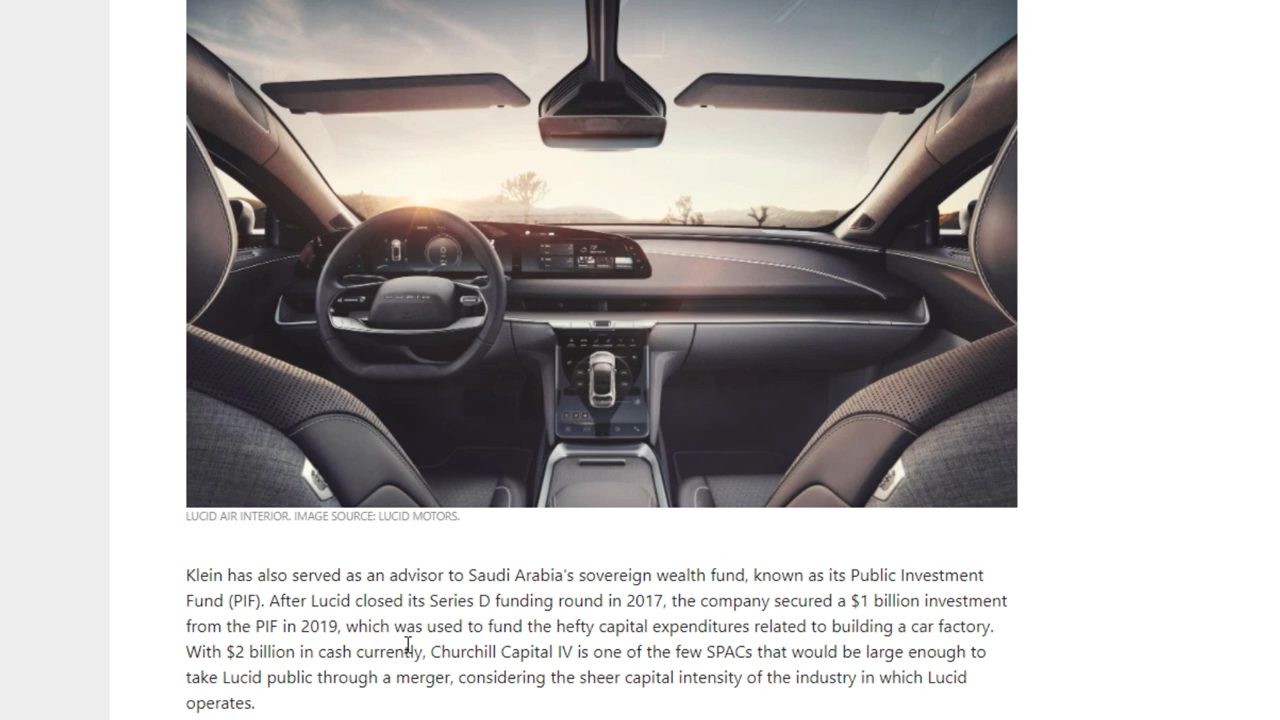 LUCID AIR INTERIOR. IMAGE SOURCE: LUCID MOTORS.
Klein has also served as an advisor to Saudi Arabia's sovereign wealth fund, known as its Public Investment
Fund (PIF). After Lucid closed its Series D funding round in 2017, the company secured a $1 billion investment
from the PIF in 2019, which was used to fund the hefty capital expenditures related to building a car factory.
With $2 billion in cash currently, Churchill Capital IV is one of the few SPACs that would be large enough to
take Lucid public through a merger, considering the sheer capital intensity of the industry in which Lucid
operates.